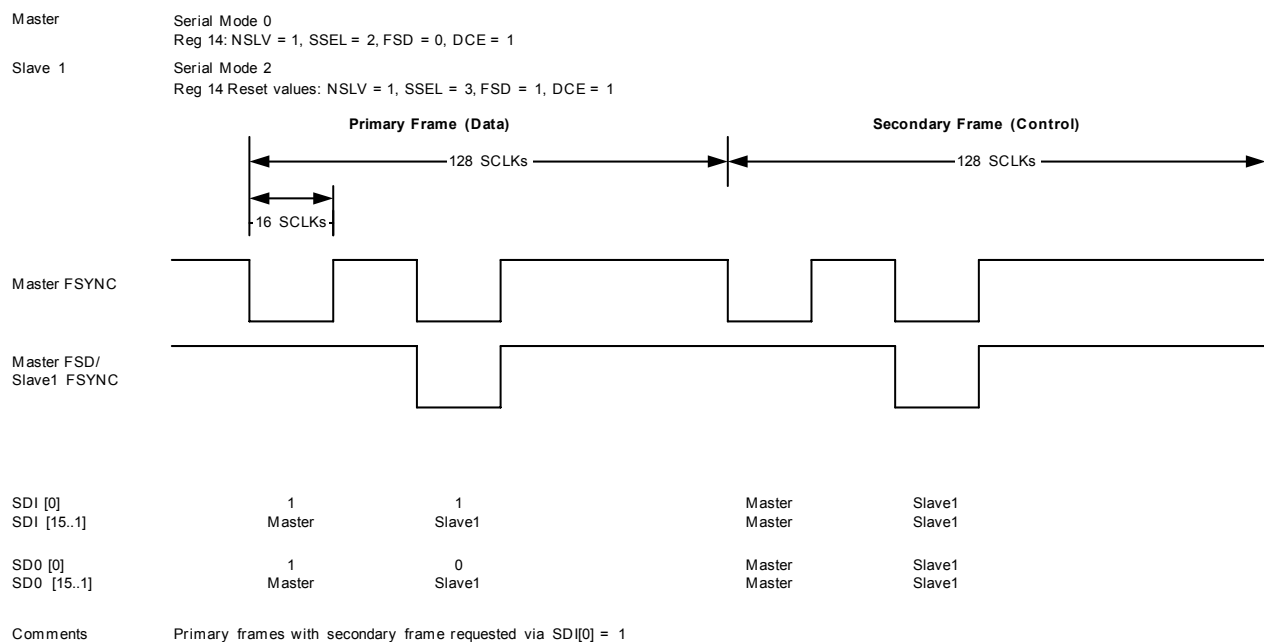 Master Serial Mode 0
Reg 14: NSLV = 1, SSEL = 2, FSD = 0, DCE = 1
Slave 1 Serial Mode 2
Reg 14 Reset values: NSLV = 1, SSEL = 3, FSD = 1, DCE = 1
Primary Frame (Data) Secondary Frame (Control)
128 SCLKs 128 SCLKs
16 SCLKs
Master FSYNC
Master FSD/
Slave1 FSYNC
SDI [0] 1 1 Master Slave1
SDI [15..1] Master Slave1 Master Slave1
SD0 [0] 1 0 Master Slave1
SD0 [15..1] Master Slave1 Master Slave1
Comments Primary frames with secondary frame requested via SDI[0] = 1